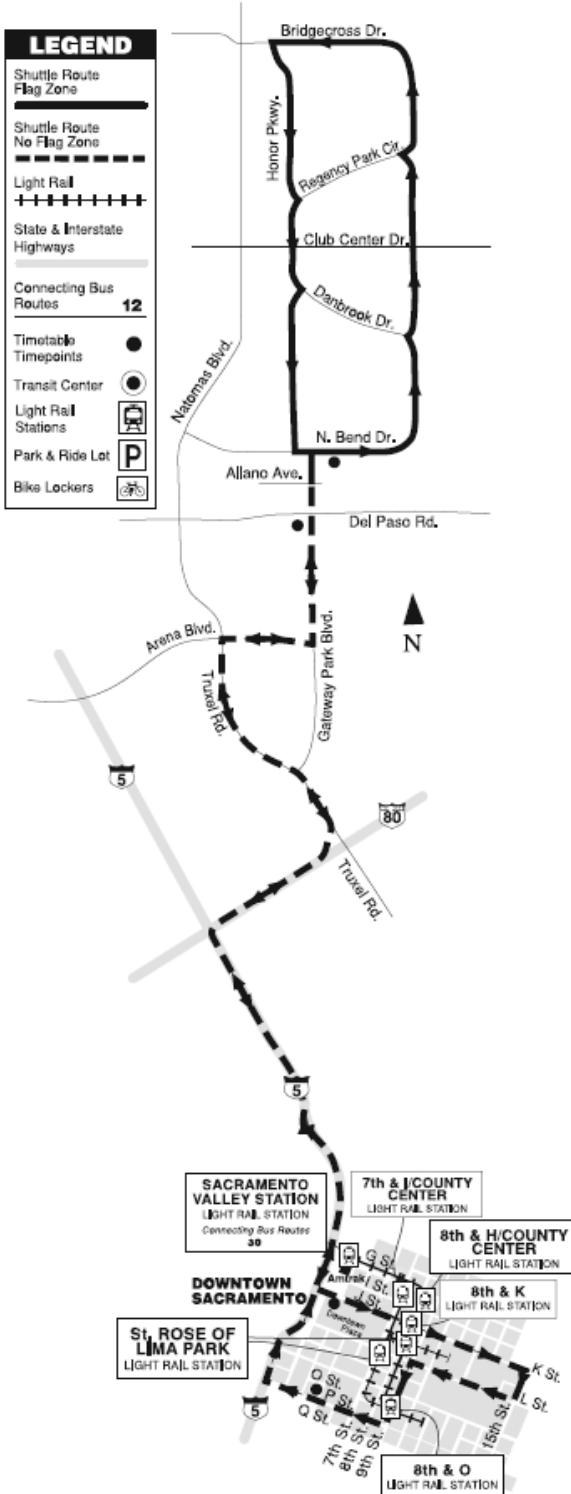 LEGEND
Shuttle Route
Flag Zone
Shuttle Route
No Flag Zone
Light Rail
State & Interstate
Highways
Connecting Bus
Routes 12
Timetable
Timepoints
Transit Center
Light Rail
Stations
Park & Ride Lot P
Bike Lockers
Bridgecross Dr.
Honor Pkwy.
Regency Park Cir.
Club Center Dr.
Danbrook Dr.
Natomas Blvd.
N. Bend Dr.
Allano Ave.
Del Paso Rd.
N
Arena Blvd.
Gateway Park Blvd.
Truxel Rd.
5
80
Truxel Rd.
5
SACRAMENTO
VALLEY STATION
LIGHT RAIL STATION
Connecting Bus Routes
30
7th & I/COUNTY
CENTER
LIGHT RAIL STATION
8th & H/COUNTY
CENTER
LIGHT RAIL STATION
G St.
Amtrak
I St.
J St.
DOWNTOWN
SACRAMENTO
Downtown
Plaza
8th & K
LIGHT RAIL STATION
St. ROSE OF
LIMA PARK
LIGHT RAIL STATION
K St.
L St.
15th St.
O St.
P St.
Q St.
5
7th St.
8th St.
9th St.
8th & O
LIGHT RAIL STATION